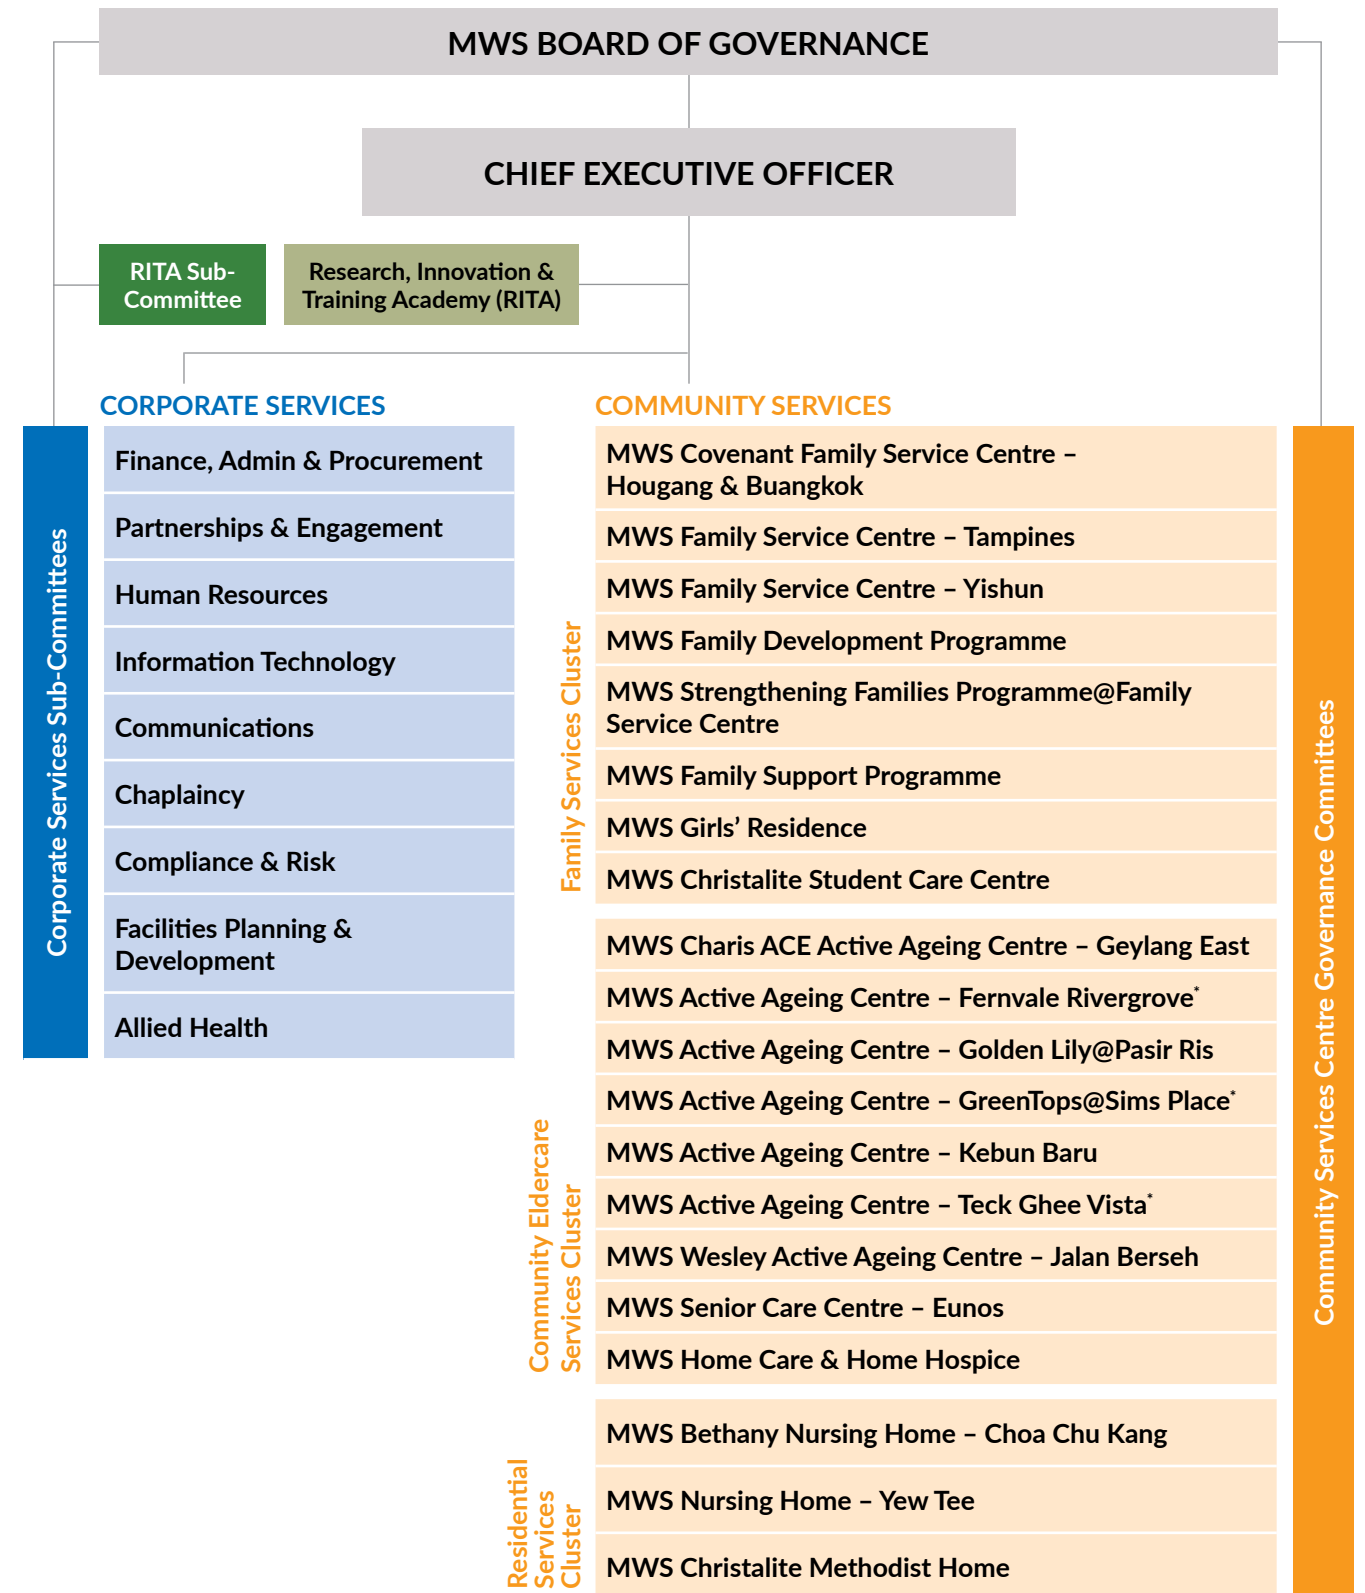 MWS BOARD OF GOVERNANCE
CHIEF EXECUTIVE OFFICER
RITA Sub-
Committee
Research, Innovation &
Training Academy (RITA)
CORPORATE SERVICES
Corporate Services Sub-Committees
Finance, Admin & Procurement
Partnerships & Engagement
Human Resources
Information Technology
Communications
Chaplaincy
Compliance & Risk
Facilities Planning &
Development
Allied Health
COMMUNITY SERVICES
Family Services Cluster
MWS Covenant Family Service Centre –
Hougang & Buangkok
MWS Family Service Centre – Tampines
MWS Family Service Centre – Yishun
MWS Family Development Programme
MWS Strengthening Families Programme@Family
Service Centre
MWS Family Support Programme
MWS Girls’ Residence
MWS Christalite Student Care Centre
Community Eldercare
Services Cluster
MWS Charis ACE Active Ageing Centre – Geylang East
MWS Active Ageing Centre – Fernvale Rivergrove*
MWS Active Ageing Centre – Golden Lily@Pasir Ris
MWS Active Ageing Centre – GreenTops@Sims Place*
MWS Active Ageing Centre – Kebun Baru
MWS Active Ageing Centre – Teck Ghee Vista*
MWS Wesley Active Ageing Centre – Jalan Berseh
MWS Senior Care Centre – Eunos
MWS Home Care & Home Hospice
Residential
Services
Cluster
MWS Bethany Nursing Home – Choa Chu Kang
MWS Nursing Home – Yew Tee
MWS Christalite Methodist Home
Community Services Centre Governance Committees